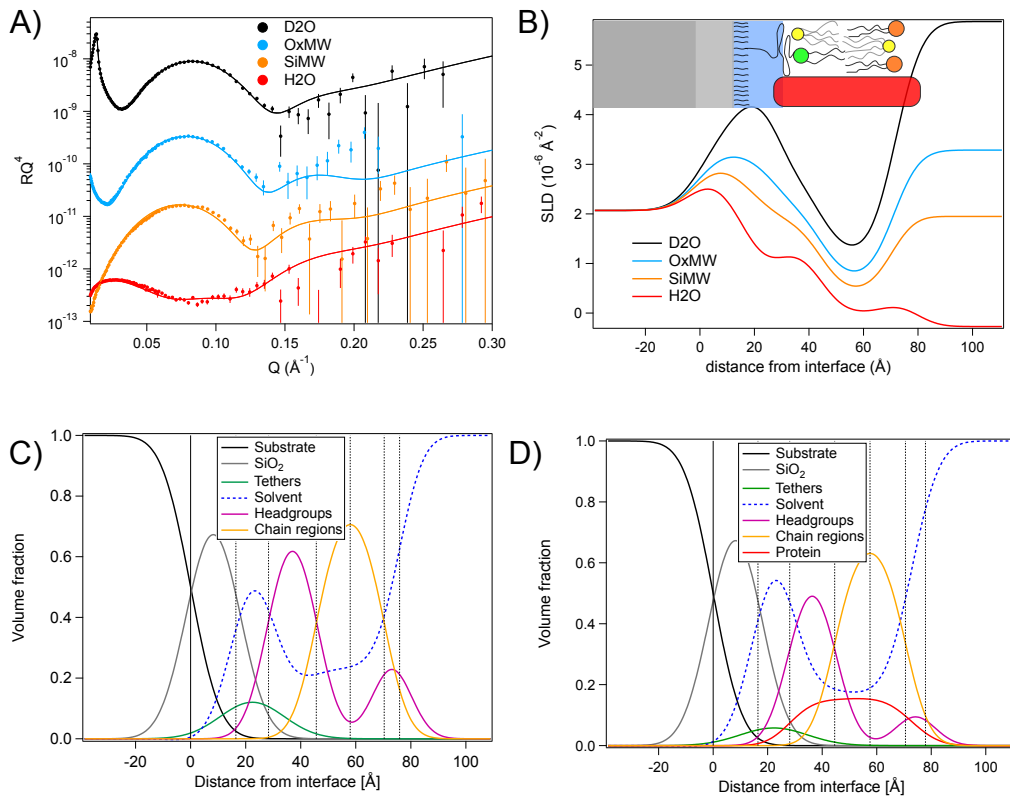 A)
D2O
OxMW
SiMW
H2O
10⁻⁸
10⁻⁹
10⁻¹⁰
10⁻¹¹
10⁻¹²
10⁻¹³
RQ⁴
0.05 0.10 0.15 0.20 0.25 0.30
Q (Å⁻¹)
B)
5
4
3
2
1
0
SLD (10⁻⁶ Å⁻²)
D2O
OxMW
SiMW
H2O
-20 0 20 40 60 80 100
distance from interface (Å)
C)
Substrate
SiO₂
Tethers
Solvent
Headgroups
Chain regions
1.0
0.8
0.6
0.4
0.2
0.0
Volume fraction
-20 0 20 40 60 80 100
Distance from interface [Å]
D)
Substrate
SiO₂
Tethers
Solvent
Headgroups
Chain regions
Protein
1.0
0.8
0.6
0.4
0.2
0.0
Volume fraction
-20 0 20 40 60 80 100
Distance from interface [Å]